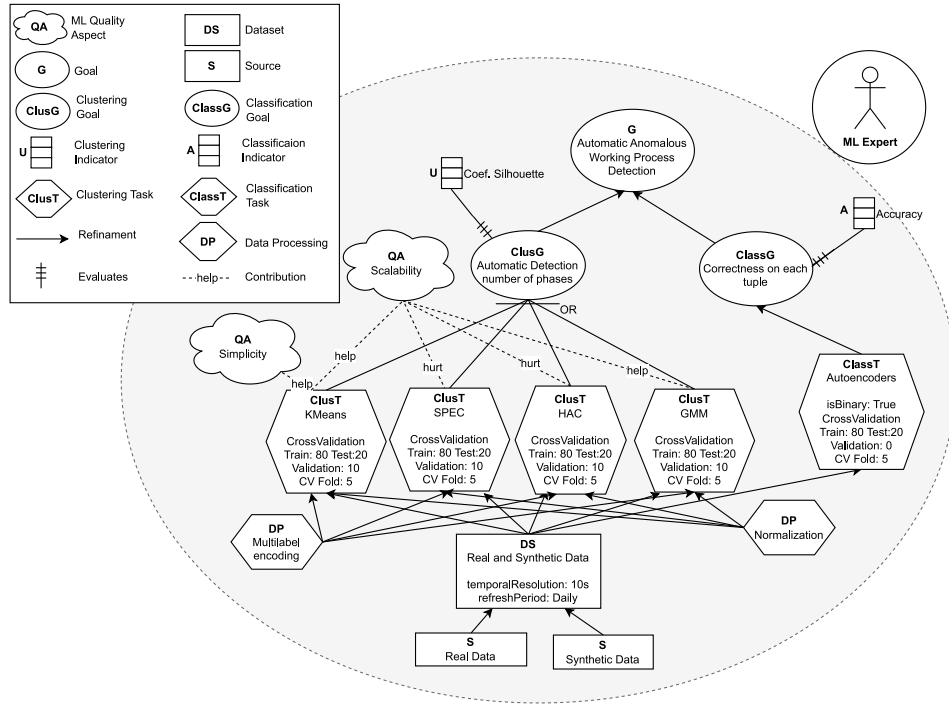 QA
ML Quality
Aspect
DS
Dataset
G
Goal
S
Source
ClusG
Clustering
Goal
ClassG
Classification
Goal
U
Clustering
Indicator
A
Classificaion
Indicator
ClusT
Clustering Task
ClassT
Classification
Task
Refinament
DP
Data Processing
Evaluates
help
Contribution
ML Expert
G
Automatic Anomalous
Working Process
Detection
U
Coef. Silhouette
A
Accuracy
QA
Scalability
ClusG
Automatic Detection
number of phases
ClassG
Correctness on each
tuple
OR
QA
Simplicity
help
help
hurt
hurt
help
ClusT
KMeans
CrossValidation
Train: 80 Test:20
Validation: 10
CV Fold: 5
ClusT
SPEC
CrossValidation
Train: 80 Test:20
Validation: 10
CV Fold: 5
ClusT
HAC
CrossValidation
Train: 80 Test:20
Validation: 10
CV Fold: 5
ClusT
GMM
CrossValidation
Train: 80 Test:20
Validation: 10
CV Fold: 5
ClassT
Autoencoders
isBinary: True
CrossValidation
Train: 80 Test:20
Validation: 0
CV Fold: 5
DP
Multilabel
encoding
DP
Normalization
DS
Real and Synthetic Data
temporalResolution: 10s
refreshPeriod: Daily
S
Real Data
S
Synthetic Data